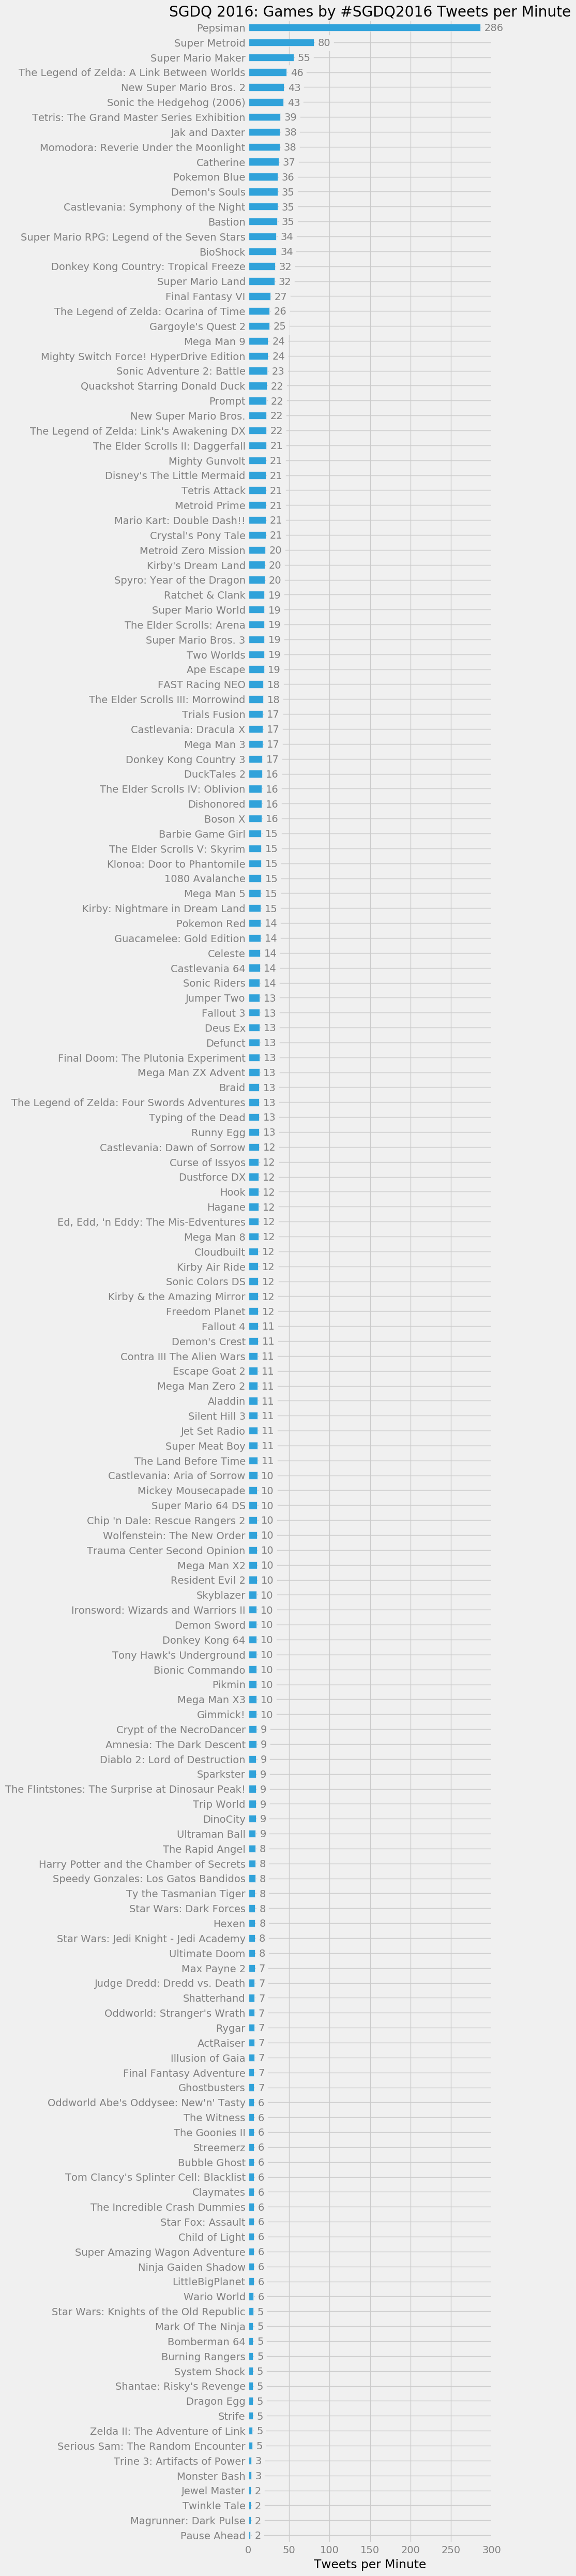 SGDQ 2016: Games by #SGDQ2016 Tweets per Minute
Pepsiman 286
Super Metroid 80
Super Mario Maker 55
The Legend of Zelda: A Link Between Worlds 46
New Super Mario Bros. 2 43
Sonic the Hedgehog (2006) 43
Tetris: The Grand Master Series Exhibition 39
Jak and Daxter 38
Momodora: Reverie Under the Moonlight 38
Catherine 37
Pokemon Blue 36
Demon's Souls 35
Castlevania: Symphony of the Night 35
Bastion 35
Super Mario RPG: Legend of the Seven Stars 34
BioShock 34
Donkey Kong Country: Tropical Freeze 32
Super Mario Land 32
Final Fantasy VI 27
The Legend of Zelda: Ocarina of Time 26
Gargoyle's Quest 2 25
Mega Man 9 24
Mighty Switch Force! HyperDrive Edition 24
Sonic Adventure 2: Battle 23
Quackshot Starring Donald Duck 22
Prompt 22
New Super Mario Bros. 22
The Legend of Zelda: Link's Awakening DX 22
The Elder Scrolls II: Daggerfall 21
Mighty Gunvolt 21
Disney's The Little Mermaid 21
Tetris Attack 21
Metroid Prime 21
Mario Kart: Double Dash!! 21
Crystal's Pony Tale 21
Metroid Zero Mission 20
Kirby's Dream Land 20
Spyro: Year of the Dragon 20
Ratchet & Clank 19
Super Mario World 19
The Elder Scrolls: Arena 19
Super Mario Bros. 3 19
Two Worlds 19
Ape Escape 19
FAST Racing NEO 18
The Elder Scrolls III: Morrowind 18
Trials Fusion 17
Castlevania: Dracula X 17
Mega Man 3 17
Donkey Kong Country 3 17
DuckTales 2 16
The Elder Scrolls IV: Oblivion 16
Dishonored 16
Boson X 16
Barbie Game Girl 15
The Elder Scrolls V: Skyrim 15
Klonoa: Door to Phantomile 15
1080 Avalanche 15
Mega Man 5 15
Kirby: Nightmare in Dream Land 15
Pokemon Red 14
Guacamelee: Gold Edition 14
Celeste 14
Castlevania 64 14
Sonic Riders 14
Jumper Two 13
Fallout 3 13
Deus Ex 13
Defunct 13
Final Doom: The Plutonia Experiment 13
Mega Man ZX Advent 13
Braid 13
The Legend of Zelda: Four Swords Adventures 13
Typing of the Dead 13
Runny Egg 13
Castlevania: Dawn of Sorrow 12
Curse of Issyos 12
Dustforce DX 12
Hook 12
Hagane 12
Ed, Edd, 'n Eddy: The Mis-Edventures 12
Mega Man 8 12
Cloudbuilt 12
Kirby Air Ride 12
Sonic Colors DS 12
Kirby & the Amazing Mirror 12
Freedom Planet 12
Fallout 4 11
Demon's Crest 11
Contra III The Alien Wars 11
Escape Goat 2 11
Mega Man Zero 2 11
Aladdin 11
Silent Hill 3 11
Jet Set Radio 11
Super Meat Boy 11
The Land Before Time 11
Castlevania: Aria of Sorrow 10
Mickey Mousecapade 10
Super Mario 64 DS 10
Chip 'n Dale: Rescue Rangers 2 10
Wolfenstein: The New Order 10
Trauma Center Second Opinion 10
Mega Man X2 10
Resident Evil 2 10
Skyblazer 10
Ironsword: Wizards and Warriors II 10
Demon Sword 10
Donkey Kong 64 10
Tony Hawk's Underground 10
Bionic Commando 10
Pikmin 10
Mega Man X3 10
Gimmick! 10
Crypt of the NecroDancer 9
Amnesia: The Dark Descent 9
Diablo 2: Lord of Destruction 9
Sparkster 9
The Flintstones: The Surprise at Dinosaur Peak! 9
Trip World 9
DinoCity 9
Ultraman Ball 9
The Rapid Angel 8
Harry Potter and the Chamber of Secrets 8
Speedy Gonzales: Los Gatos Bandidos 8
Ty the Tasmanian Tiger 8
Star Wars: Dark Forces 8
Hexen 8
Star Wars: Jedi Knight - Jedi Academy 8
Ultimate Doom 8
Max Payne 2 7
Judge Dredd: Dredd vs. Death 7
Shatterhand 7
Oddworld: Stranger's Wrath 7
Rygar 7
ActRaiser 7
Illusion of Gaia 7
Final Fantasy Adventure 7
Ghostbusters 7
Oddworld Abe's Oddysee: New'n' Tasty 6
The Witness 6
The Goonies II 6
Streemerz 6
Bubble Ghost 6
Tom Clancy's Splinter Cell: Blacklist 6
Claymates 6
The Incredible Crash Dummies 6
Star Fox: Assault 6
Child of Light 6
Super Amazing Wagon Adventure 6
Ninja Gaiden Shadow 6
LittleBigPlanet 6
Wario World 6
Star Wars: Knights of the Old Republic 5
Mark Of The Ninja 5
Bomberman 64 5
Burning Rangers 5
System Shock 5
Shantae: Risky's Revenge 5
Dragon Egg 5
Strife 5
Zelda II: The Adventure of Link 5
Serious Sam: The Random Encounter 5
Trine 3: Artifacts of Power 3
Monster Bash 3
Jewel Master 2
Twinkle Tale 2
Magrunner: Dark Pulse 2
Pause Ahead 2
0 50 100 150 200 250 300
Tweets per Minute